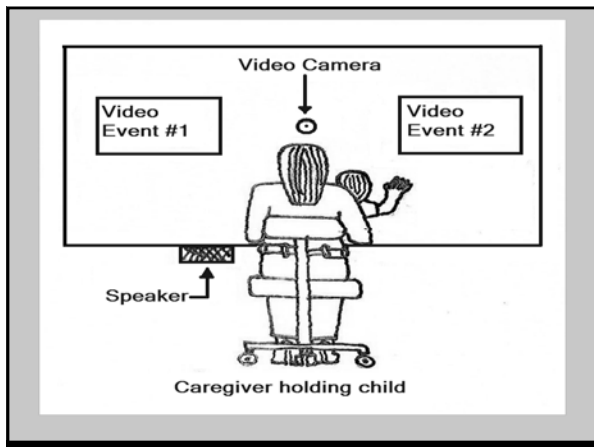 Video Camera
Video
Event #1
Video
Event #2
Speaker
Caregiver holding child